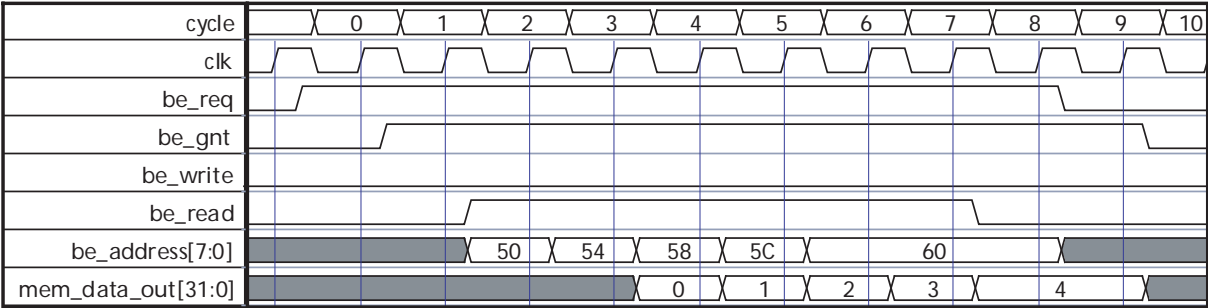 cycle 0 1 2 3 4 5 6 7 8 9 10
clk
be_req
be_gnt
be_write
be_read
be_address[7:0] 50 54 58 5C 60
mem_data_out[31:0] 0 1 2 3 4